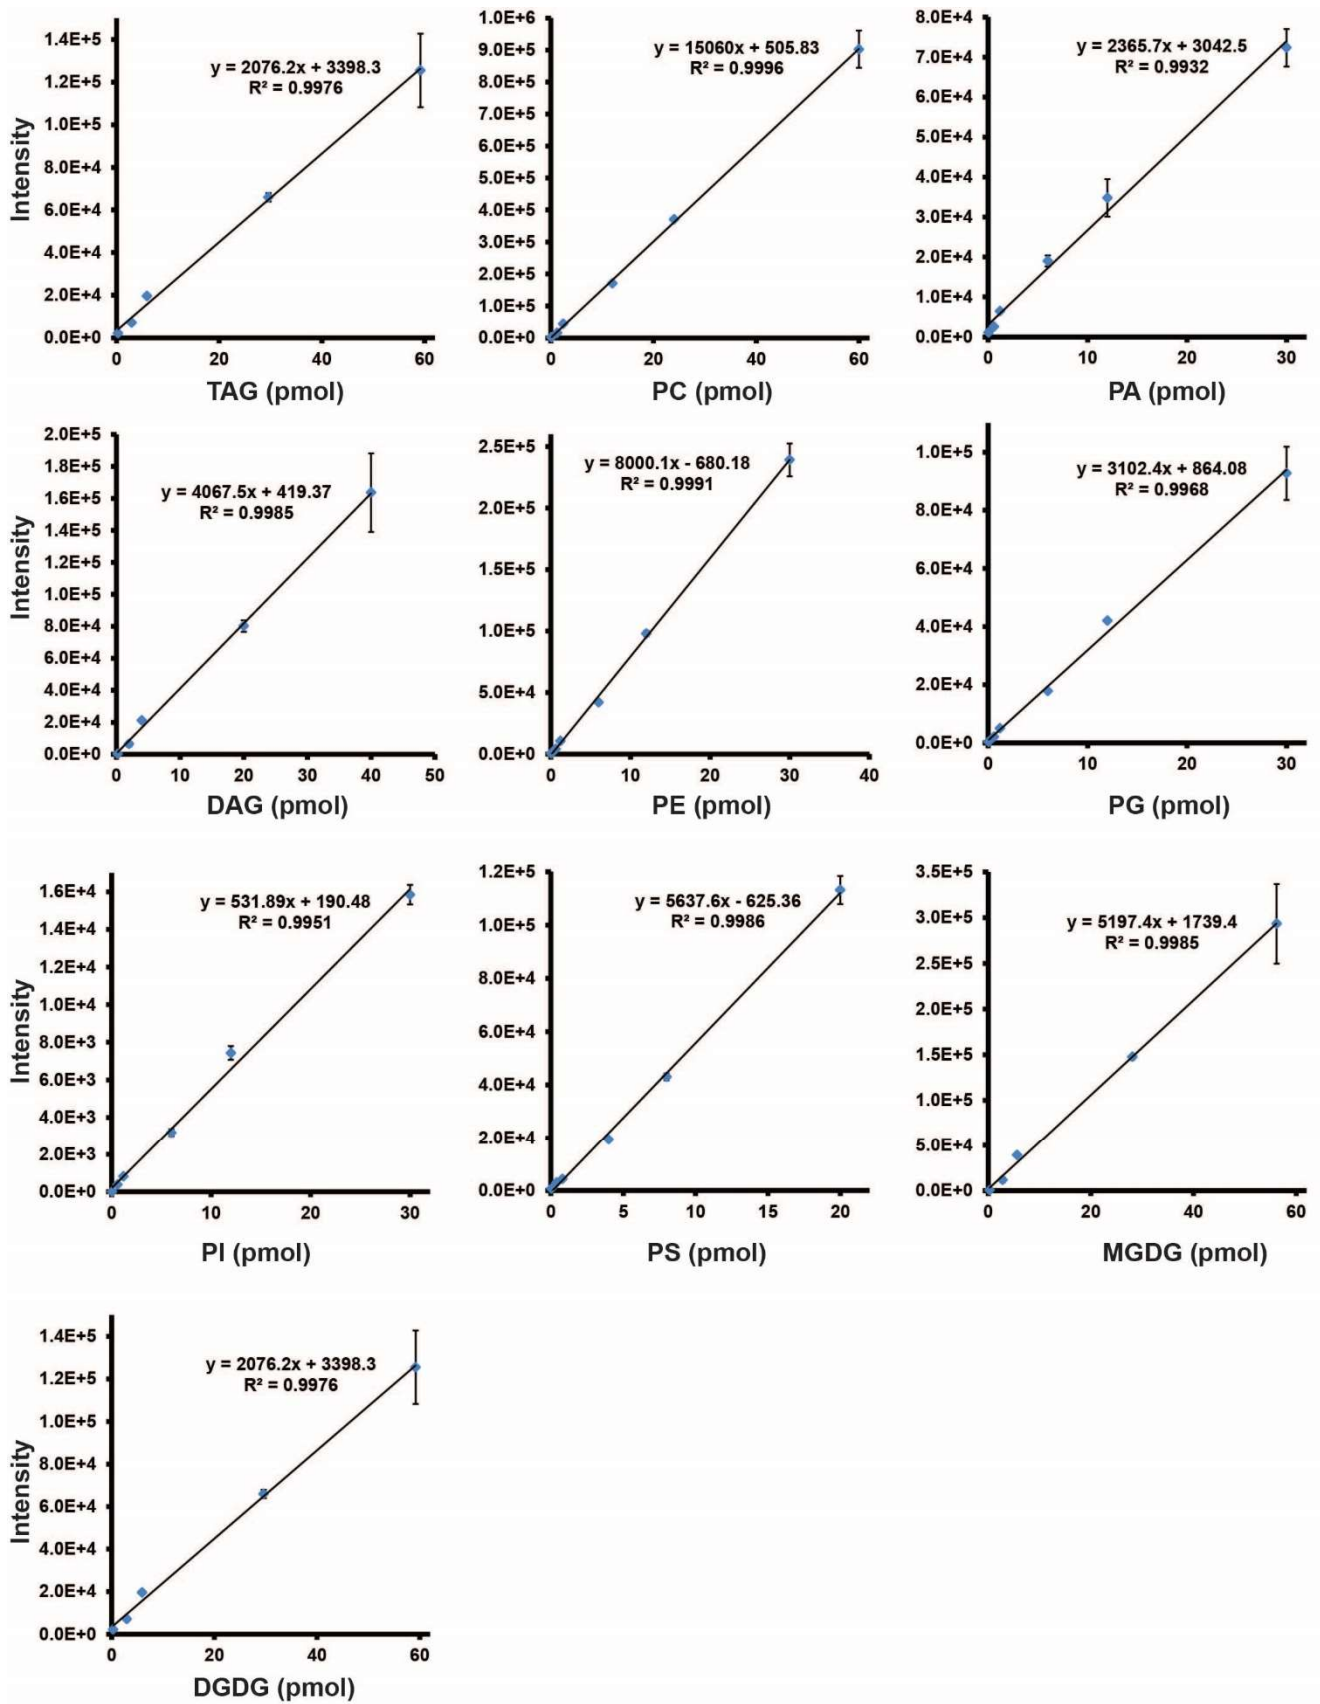 Intensity
1.4E+5
1.2E+5
1.0E+5
8.0E+4
6.0E+4
4.0E+4
2.0E+4
0.0E+0
y = 2076.2x + 3398.3
R² = 0.9976
0 20 40 60
TAG (pmol)
1.0E+6
9.0E+5
8.0E+5
7.0E+5
6.0E+5
5.0E+5
4.0E+5
3.0E+5
2.0E+5
1.0E+5
0.0E+0
y = 15060x + 505.83
R² = 0.9996
0 20 40 60
PC (pmol)
8.0E+4
7.0E+4
6.0E+4
5.0E+4
4.0E+4
3.0E+4
2.0E+4
1.0E+4
0.0E+0
y = 2365.7x + 3042.5
R² = 0.9932
0 10 20 30
PA (pmol)
Intensity
2.0E+5
1.8E+5
1.6E+5
1.4E+5
1.2E+5
1.0E+5
8.0E+4
6.0E+4
4.0E+4
2.0E+4
0.0E+0
y = 4067.5x + 419.37
R² = 0.9985
0 10 20 30 40 50
DAG (pmol)
2.5E+5
2.0E+5
1.5E+5
1.0E+5
5.0E+4
0.0E+0
y = 8000.1x - 680.18
R² = 0.9991
0 10 20 30 40
PE (pmol)
1.0E+5
8.0E+4
6.0E+4
4.0E+4
2.0E+4
0.0E+0
y = 3102.4x + 864.08
R² = 0.9968
0 10 20 30
PG (pmol)
Intensity
1.6E+4
1.4E+4
1.2E+4
1.0E+4
8.0E+3
6.0E+3
4.0E+3
2.0E+3
0.0E+0
y = 531.89x + 190.48
R² = 0.9951
0 10 20 30
PI (pmol)
1.2E+5
1.0E+5
8.0E+4
6.0E+4
4.0E+4
2.0E+4
0.0E+0
y = 5637.6x - 625.36
R² = 0.9986
0 5 10 15 20
PS (pmol)
3.5E+5
3.0E+5
2.5E+5
2.0E+5
1.5E+5
1.0E+5
5.0E+4
0.0E+0
y = 5197.4x + 1739.4
R² = 0.9985
0 20 40 60
MGDG (pmol)
Intensity
1.4E+5
1.2E+5
1.0E+5
8.0E+4
6.0E+4
4.0E+4
2.0E+4
0.0E+0
y = 2076.2x + 3398.3
R² = 0.9976
0 20 40 60
DGDG (pmol)